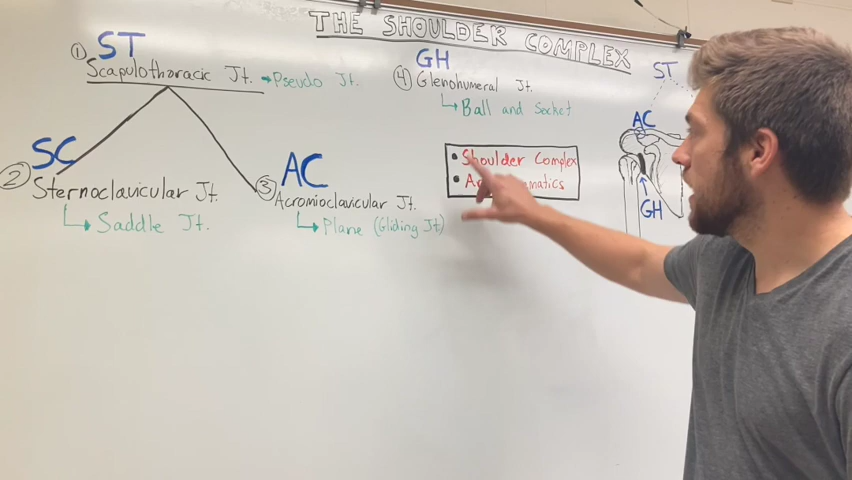 THE SHOULDER COMPLEX
① ST
Scapulothoracic Jt. → Pseudo Jt.
SC
② Sternoclavicular Jt.
↳ Saddle Jt.
AC
③ Acromioclavicular Jt.
↳ Plane (Gliding Jt)
GH
④ Glenohumeral Jt.
↳ Ball and Socket
• Shoulder Complex
ST
AC
GH